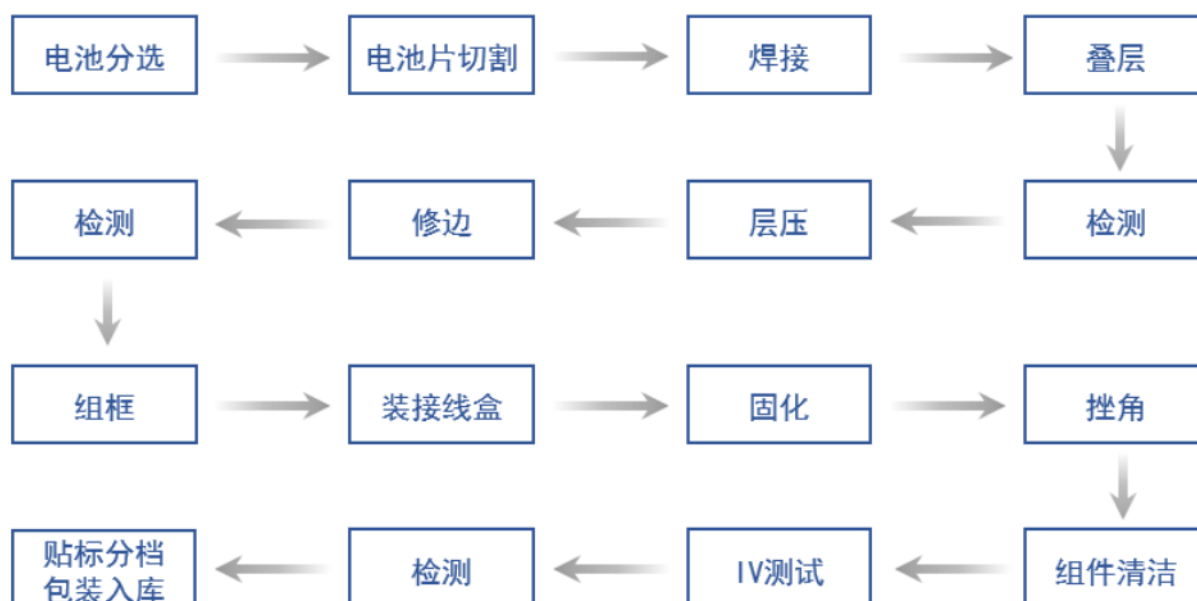 电池分选
电池片切割
焊接
叠层
检测
层压
修边
检测
组框
装接线盒
固化
挫角
组件清洁
IV测试
检测
贴标分档
包装入库